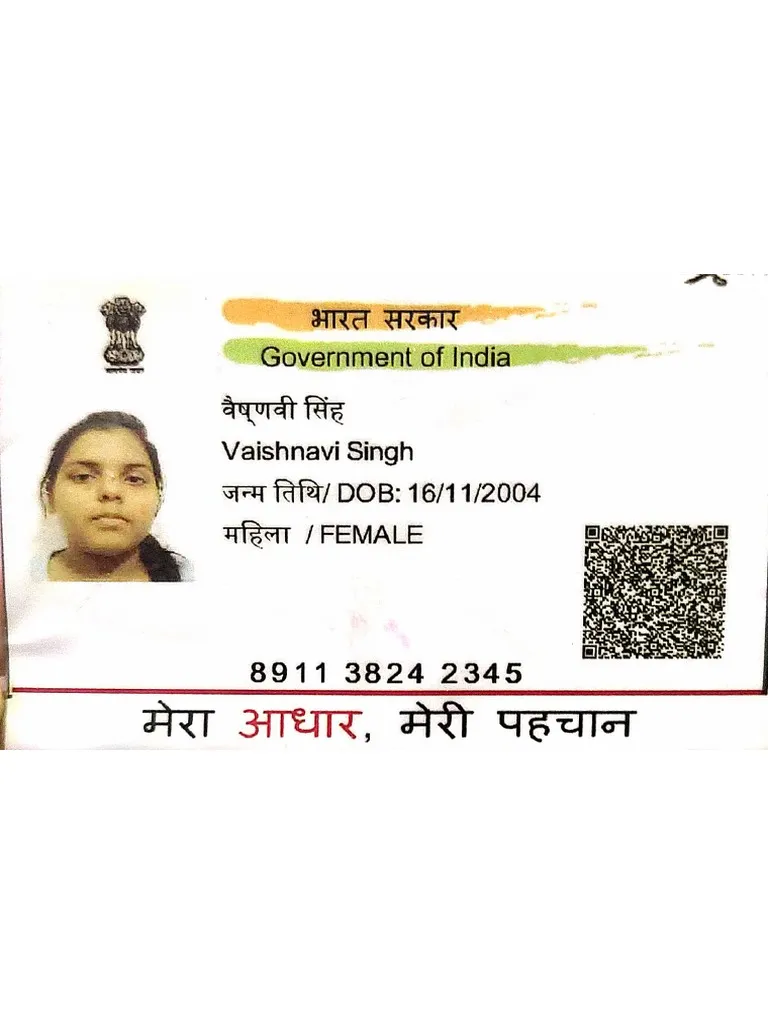 भारत सरकार
Government of India
वैष्णवी सिंह
Vaishnavi Singh
जन्म तिथि/ DOB: 16/11/2004
महिला / FEMALE
8911 3824 2345
मेरा आधार, मेरी पहचान